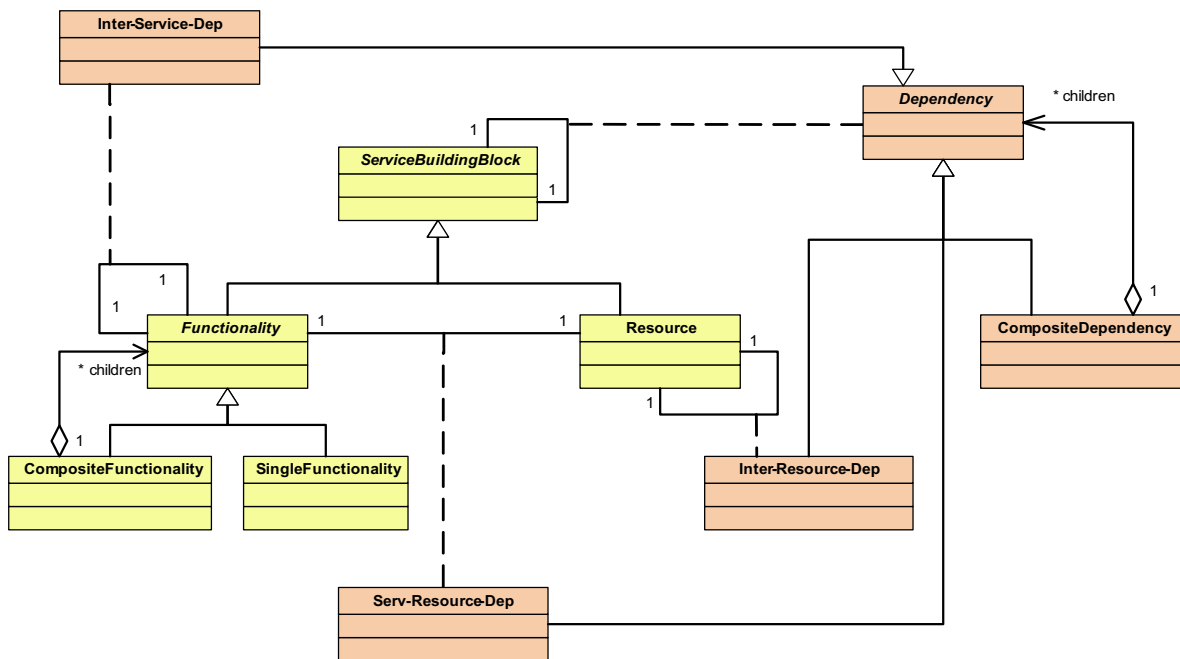 Inter-Service-Dep
* children
Dependency
1
ServiceBuildingBlock
1
1
1
Functionality
1
1
Resource
1
1
CompositeDependency
* children
1
1
CompositeFunctionality
SingleFunctionality
Inter-Resource-Dep
Serv-Resource-Dep